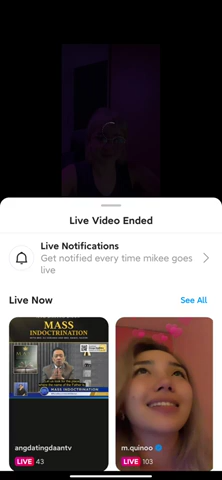 Live Video Ended
Live Notifications
Get notified every time mikee goes
live
Live Now
See All
MASS
INDOCTRINATION
MASS INDOCTRINATION
angdatingdaantv
LIVE 43
m.quinoo
LIVE 103